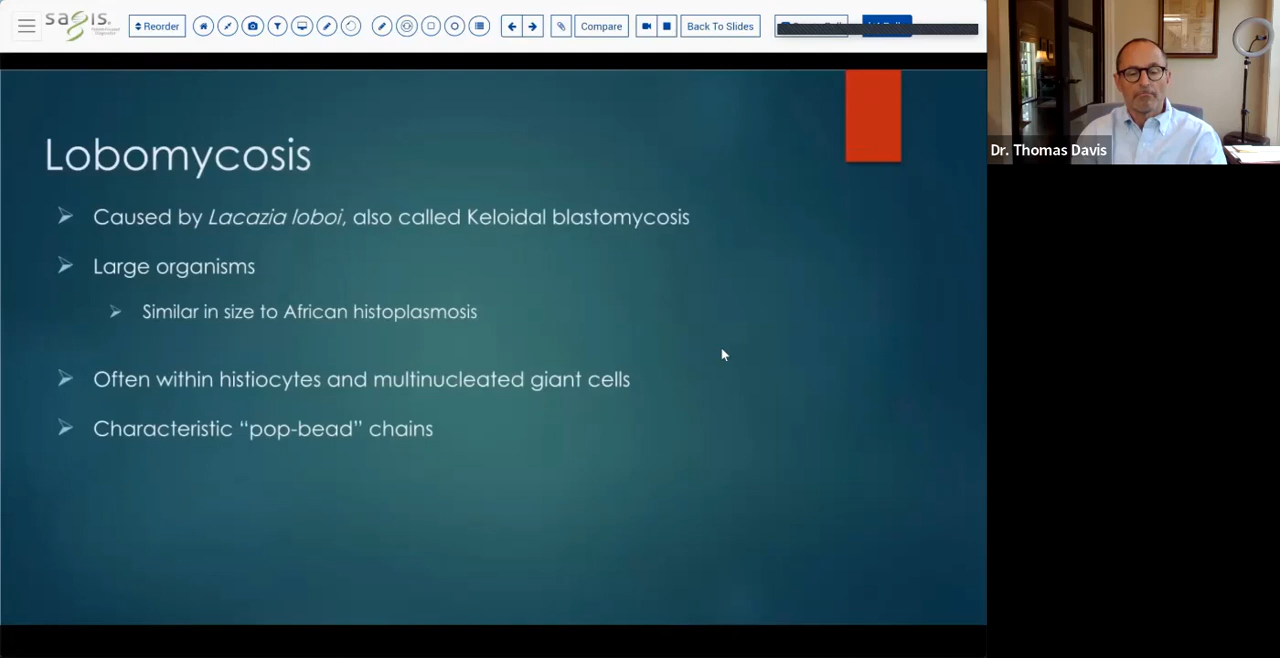 sagis
Reorder
Compare
Back To Slides
Dr. Thomas Davis
Lobomycosis
Caused by Lacazia loboi, also called Keloidal blastomycosis
Large organisms
Similar in size to African histoplasmosis
Often within histiocytes and multinucleated giant cells
Characteristic “pop-bead” chains